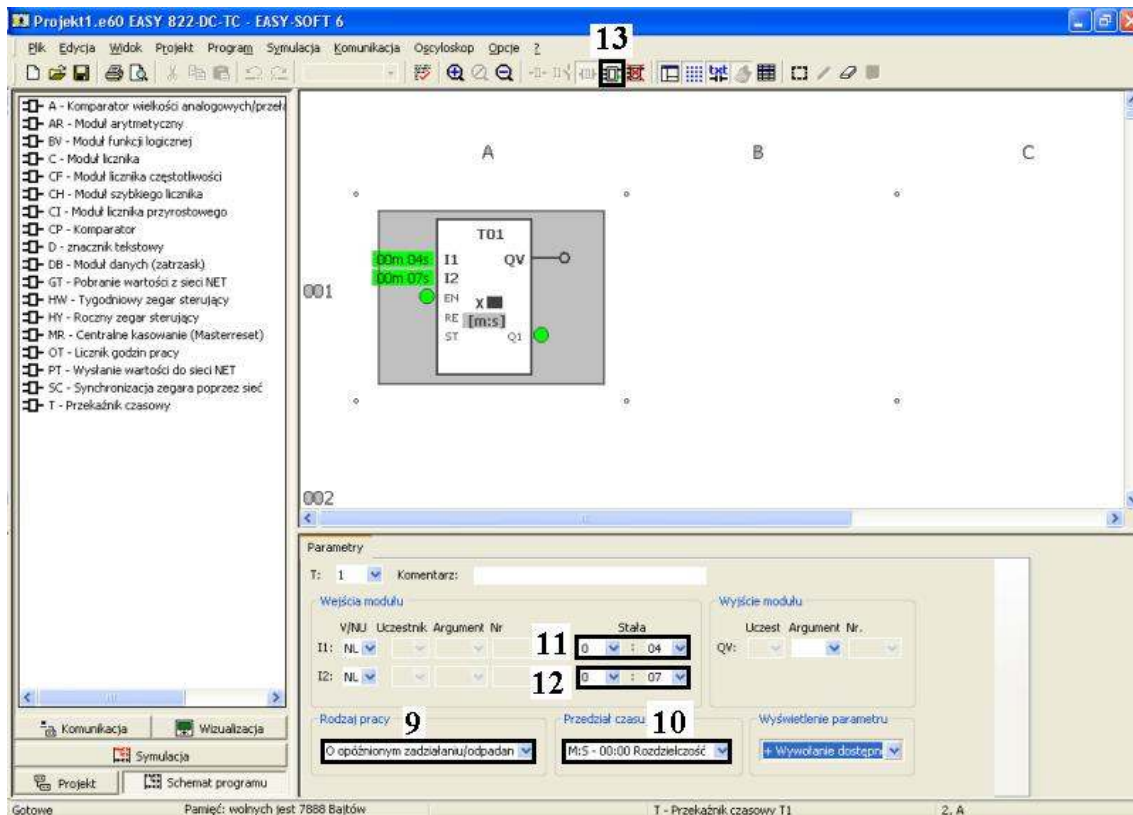 Projekt1.e60 EASY 822-DC-TC - EASY-SOFT 6
Plik Edycja Widok Projekt Program Symulacja Komunikacja Oscyloskop Opcje ?
13
A - Komparator wielkości analogowych/przeł
AR - Moduł arytmetyczny
BV - Moduł funkcji logicznej
C - Moduł licznika
CF - Moduł licznika częstotliwości
CH - Moduł szybkiego licznika
CI - Moduł licznika przyrostowego
CP - Komparator
D - znacznik tekstowy
DB - Moduł danych (zatrzask)
GT - Pobranie wartości z sieci NET
HW - Tygodniowy zegar sterujący
HY - Roczny zegar sterujący
MR - Centralne kasowanie (Masterreset)
OT - Licznik godzin pracy
PT - Wysłanie wartości do sieci NET
SC - Synchronizacja zegara poprzez sieć
T - Przekaźnik czasowy
Komunikacja Wizualizacja
Symulacja
Projekt Schemat programu
A B C
001
T01
00m 04s I1 QV
00m 07s I2
EN X
RE [m:s]
ST Q1
002
Parametry
T: 1 Komentarz:
Wejścia modułu Wyjście modułu
V/NU Uczestnik Argument Nr Stała Uczest Argument Nr.
I1: NU 11 0 : 04 QV:
I2: NU 12 0 : 07
Rodzaj pracy 9 Przedział czasu 10 Wyświetlenie parametru
O opóźnionym zadziałaniu/odpadan M:S - 00:00 Rozdzielczość + Wywołanie dostępn
Gotowe Pamięć: wolnych jest 7888 Bajtów T - Przekaźnik czasowy T1 2, A